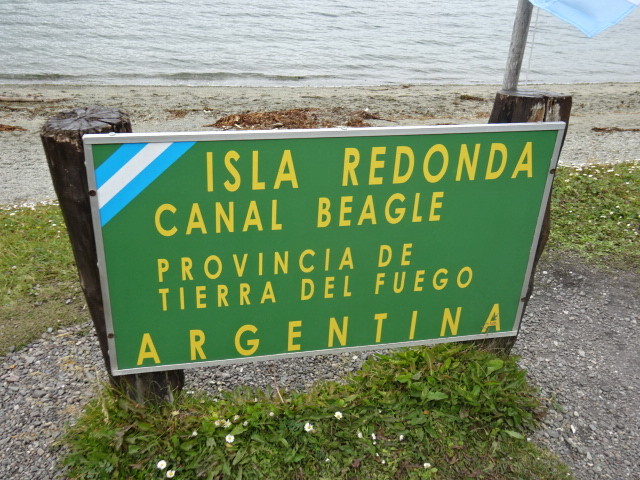 ISLA REDONDA
CANAL BEAGLE
PROVINCIA DE
TIERRA DEL FUEGO
ARGENTINA